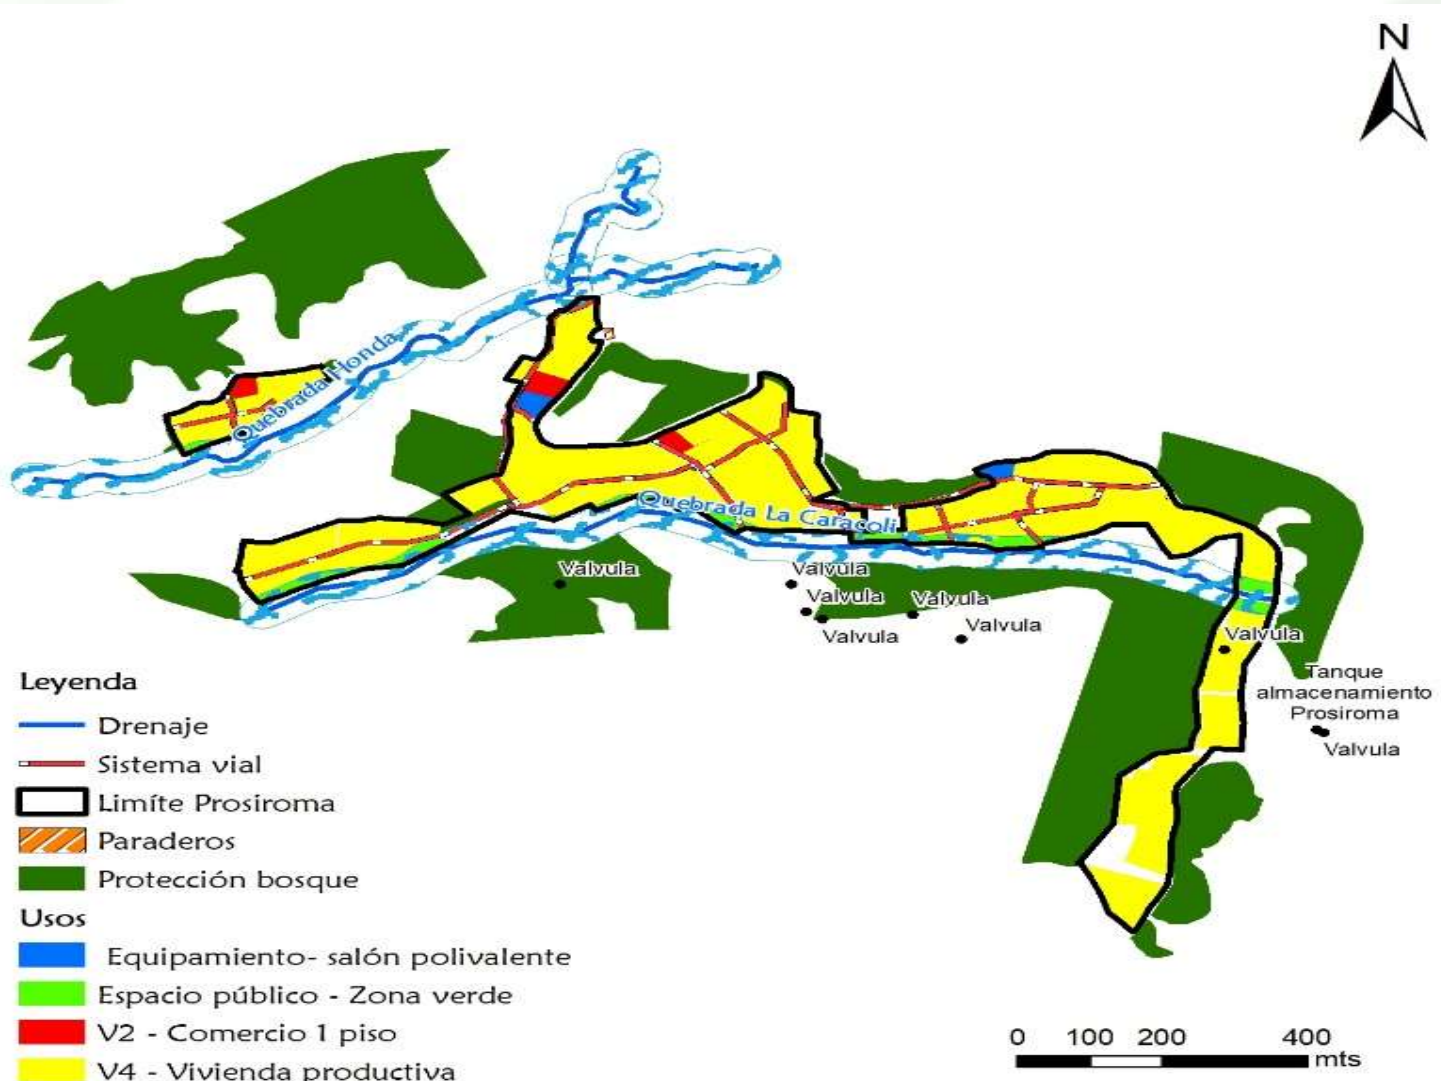 N
Quebrada Honda
Quebrada La Caracoli
Valvula
Valvula
Valvula
Valvula
Valvula
Valvula
Valvula
Tanque
almacenamiento
Prosiroma
Valvula
Leyenda
Drenaje
Sistema vial
Limíte Prosiroma
Paraderos
Protección bosque
Usos
Equipamiento- salón polivalente
Espacio público - Zona verde
V2 - Comercio 1 piso
V4 - Vivienda productiva
0 100 200 400
mts